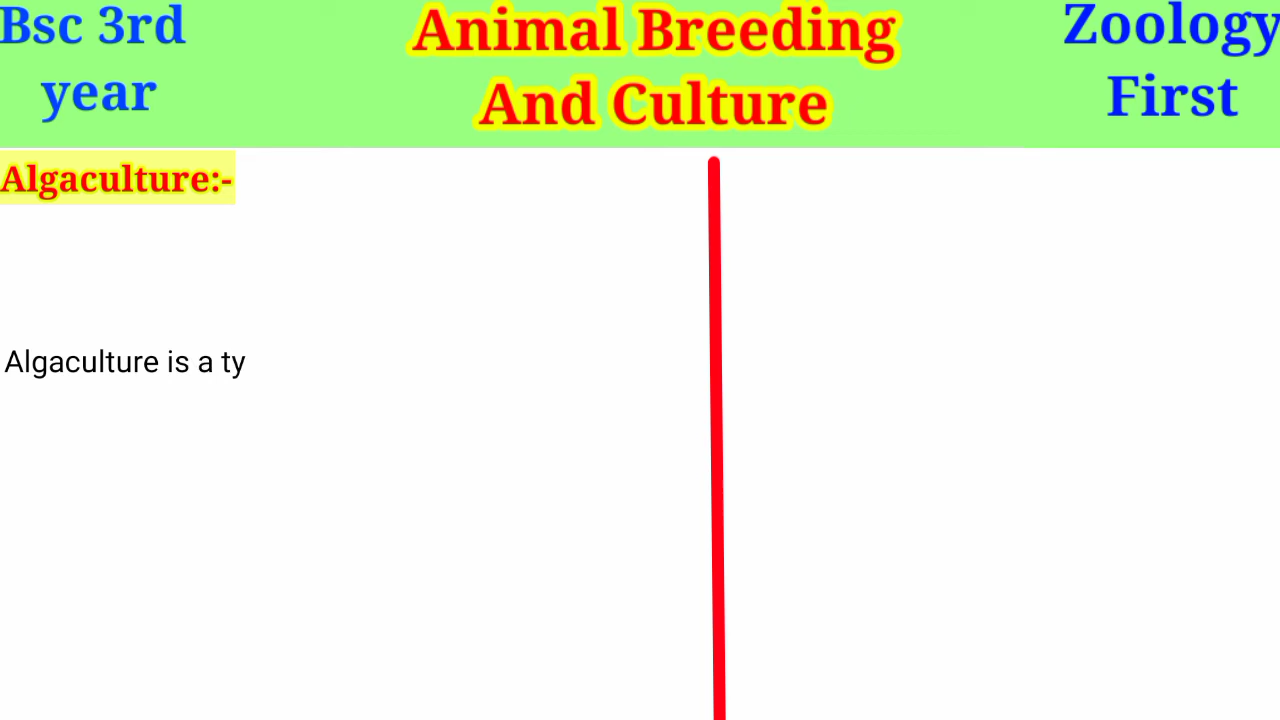 Bsc 3rd
year
Animal Breeding
And Culture
Zoology
First
Algaculture:-
Algaculture is a ty